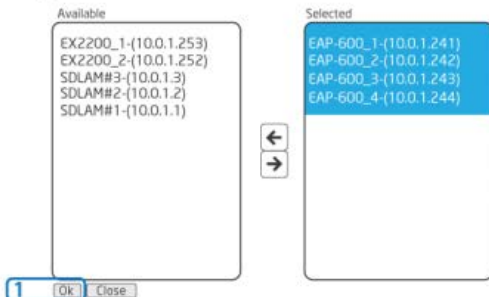 Available
EX2200_1-(10.0.1.253)
EX2200_2-(10.0.1.252)
SDLAM#3-(10.0.1.3)
SDLAM#2-(10.0.1.2)
SDLAM#1-(10.0.1.1)
Selected
EAP-600_1-(10.0.1.241)
EAP-600_2-(10.0.1.242)
EAP-600_3-(10.0.1.243)
EAP-600_4-(10.0.1.244)
1 Ok Close